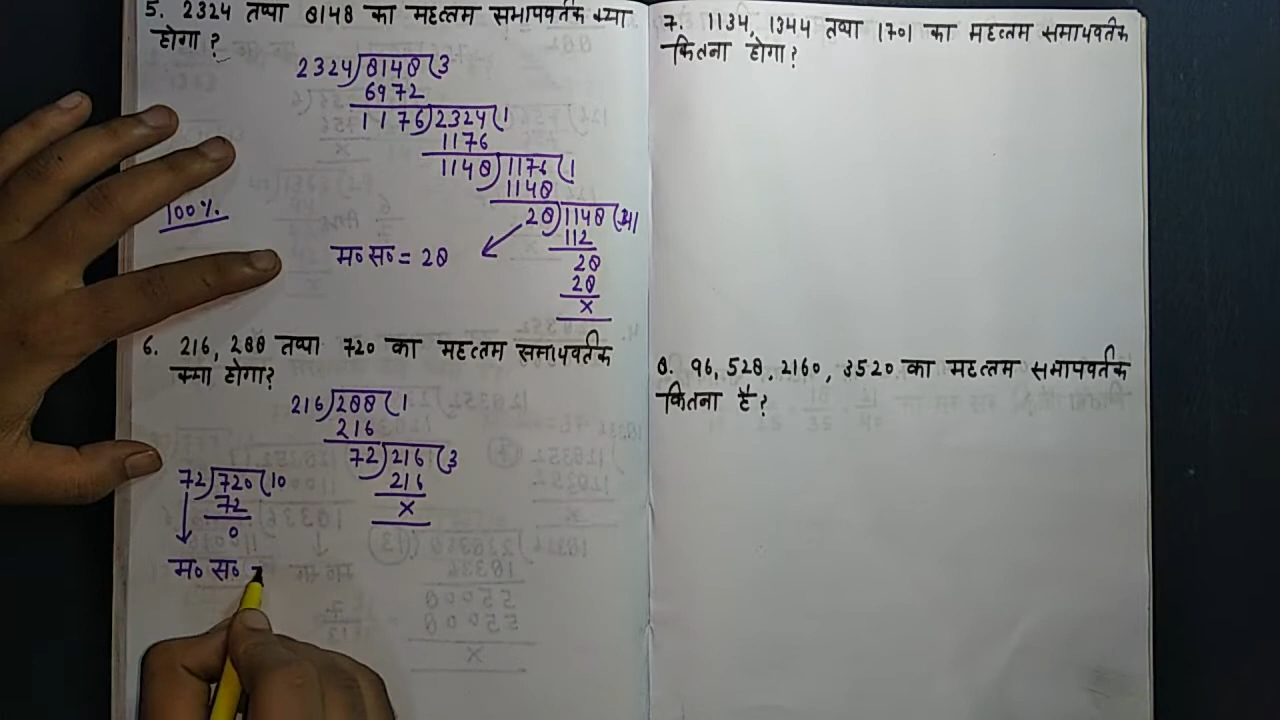 5. 2324 तथा 8148 का महत्तम समापवर्तक क्या
होगा ?
2324)8148(3
6972
1176)2324(1
1176
1148)1176(1
1148
28)1148(41
112
28
28
x
100%
म० स० = 28
6. 216, 288 तथा 720 का महत्तम समापवर्तक
क्या होगा?
216)288(1
216
72)216(3
216
x
72)720(10
72
0
म० स० =
7. 1134, 1344 तथा 1701 का महत्तम समापवर्तक
कितना होगा?
8. 96, 528, 2160, 3520 का महत्तम समापवर्तक
कितना है?